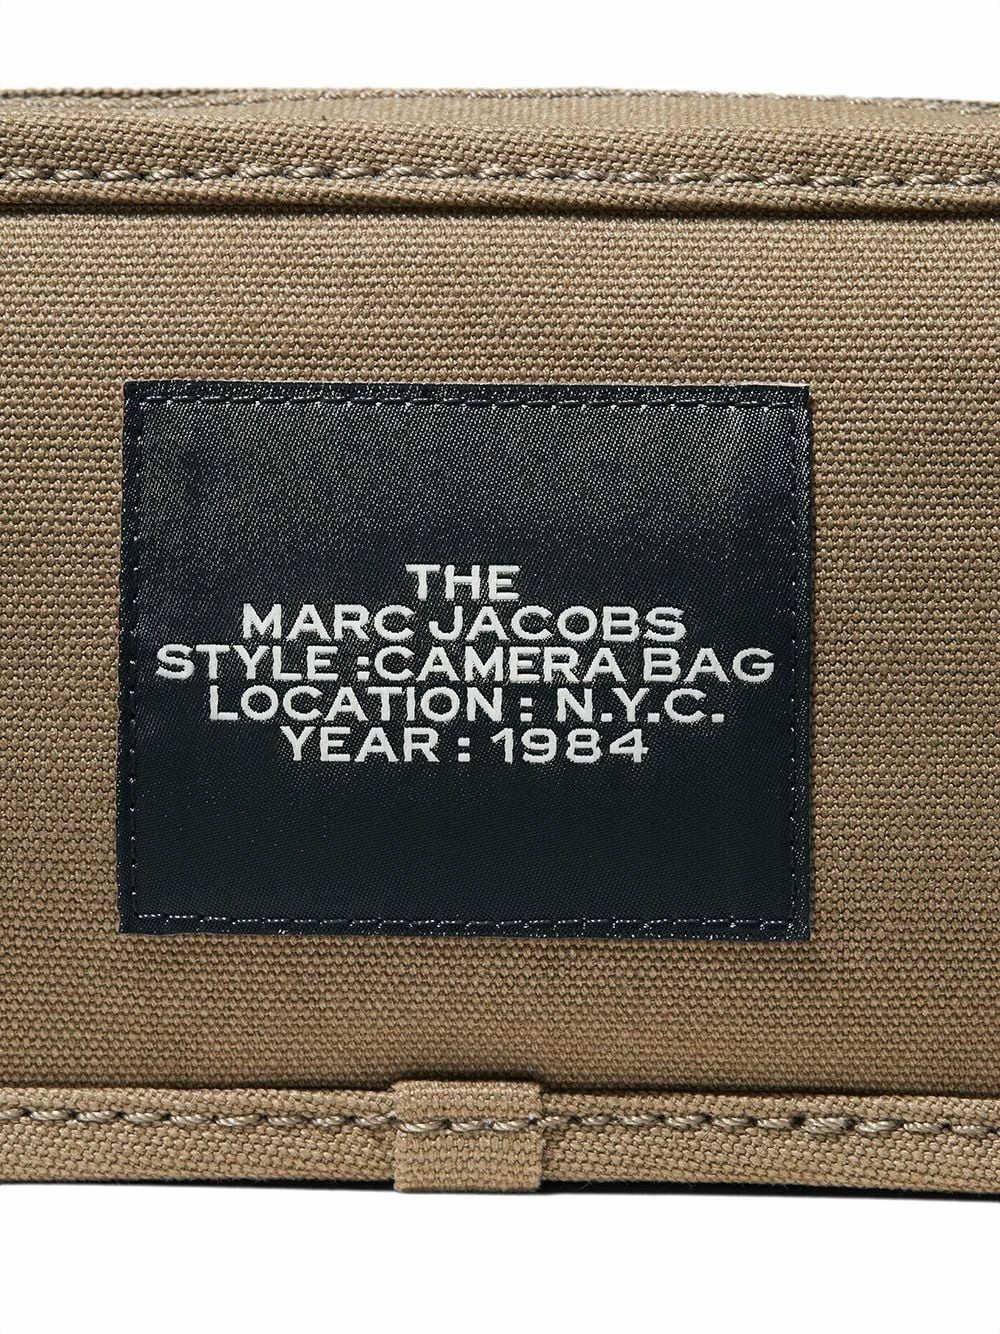 THE
MARC JACOBS
STYLE :CAMERA BAG
LOCATION : N.Y.C.
YEAR : 1984